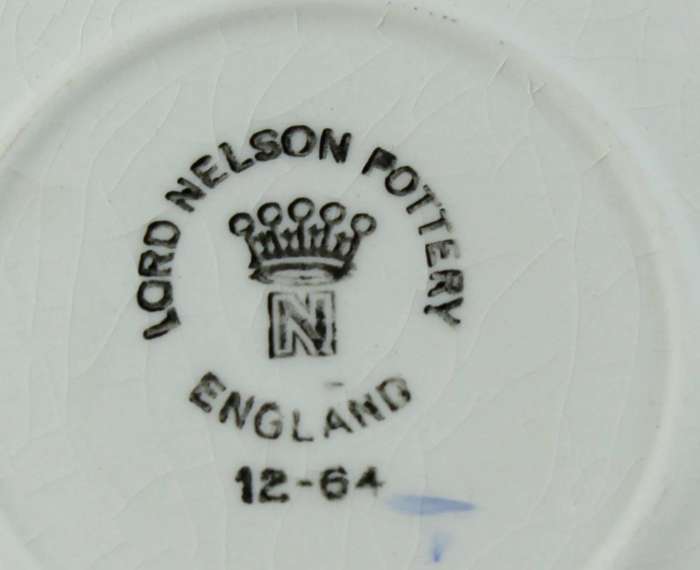 LORD NELSON POTTERY
N
ENGLAND
12-64